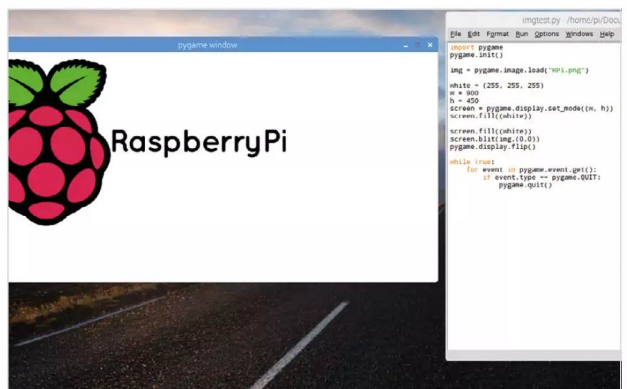 pygame window
RaspberryPi
imgtest.py /home/pi/Docu
File Edit Format Run Options Windows Help
import pygame
pygame.init()
img = pygame.image.load("RPi.png")
white = (255, 255, 255)
w = 900
h = 450
screen = pygame.display.set_mode((w, h))
screen.fill((white))
screen.fill((white))
screen.blit(img,(0,0))
pygame.display.flip()
while True:
    for event in pygame.event.get():
        if event.type == pygame.QUIT:
            pygame.quit()